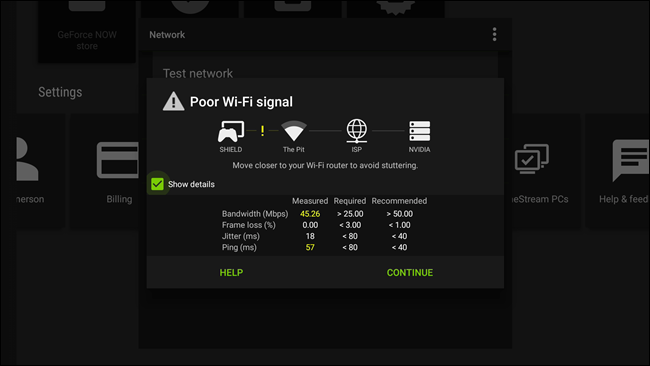 GeForce NOW
store
Network
Test network
Settings
Poor Wi-Fi signal
!
SHIELD
The Pit
ISP
NVIDIA
Move closer to your Wi-Fi router to avoid stuttering.
Show details
Measured Required Recommended
Bandwidth (Mbps) 45.26 > 25.00 > 50.00
Frame loss (%) 0.00 < 3.00 < 1.00
Jitter (ms) 18 < 80 < 40
Ping (ms) 57 < 80 < 40
HELP
CONTINUE
merson
Billing
eStream PCs
Help & feed